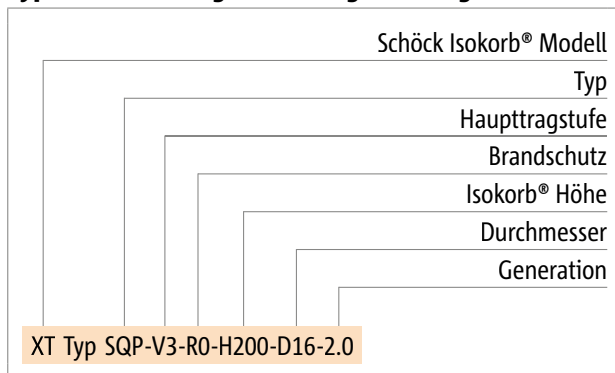 Schöck Isokorb® Modell
Typ
Haupttragstufe
Brandschutz
Isokorb® Höhe
Durchmesser
Generation
XT Typ SQP-V3-R0-H200-D16-2.0